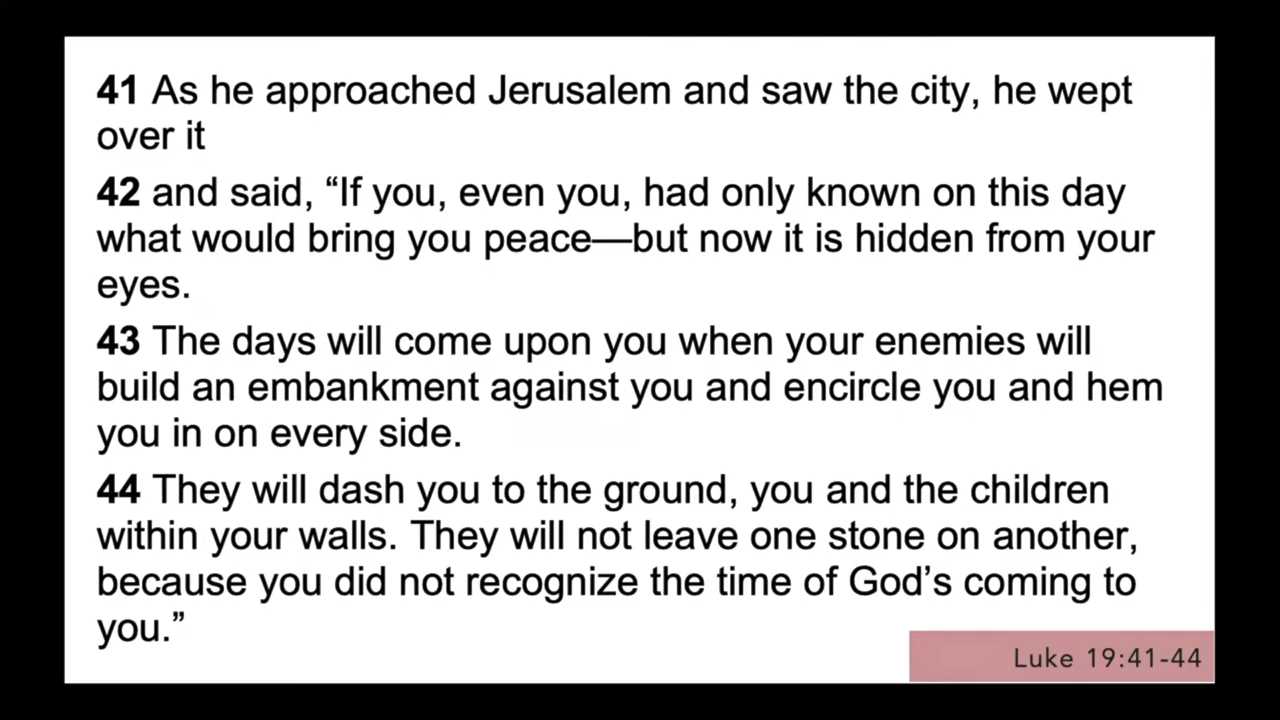 41 As he approached Jerusalem and saw the city, he wept
over it
42 and said, “If you, even you, had only known on this day
what would bring you peace—but now it is hidden from your
eyes.
43 The days will come upon you when your enemies will
build an embankment against you and encircle you and hem
you in on every side.
44 They will dash you to the ground, you and the children
within your walls. They will not leave one stone on another,
because you did not recognize the time of God’s coming to
you.”
Luke 19:41-44